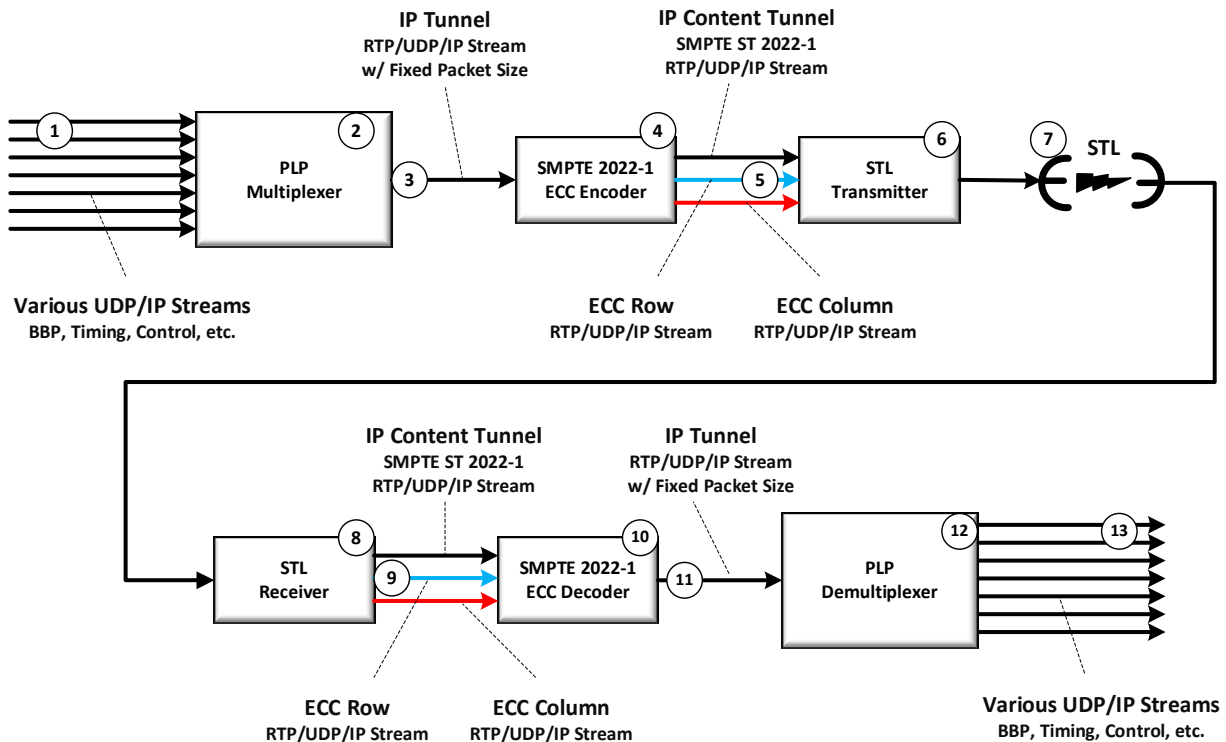 IP Tunnel
RTP/UDP/IP Stream
w/ Fixed Packet Size
IP Content Tunnel
SMPTE ST 2022-1
RTP/UDP/IP Stream
1
2
PLP
Multiplexer
3
4
SMPTE 2022-1
ECC Encoder
5
6
STL
Transmitter
7
STL
Various UDP/IP Streams
BBP, Timing, Control, etc.
ECC Row
RTP/UDP/IP Stream
ECC Column
RTP/UDP/IP Stream
IP Content Tunnel
SMPTE ST 2022-1
RTP/UDP/IP Stream
IP Tunnel
RTP/UDP/IP Stream
w/ Fixed Packet Size
8
STL
Receiver
9
10
SMPTE 2022-1
ECC Decoder
11
12
PLP
Demultiplexer
13
ECC Row
RTP/UDP/IP Stream
ECC Column
RTP/UDP/IP Stream
Various UDP/IP Streams
BBP, Timing, Control, etc.